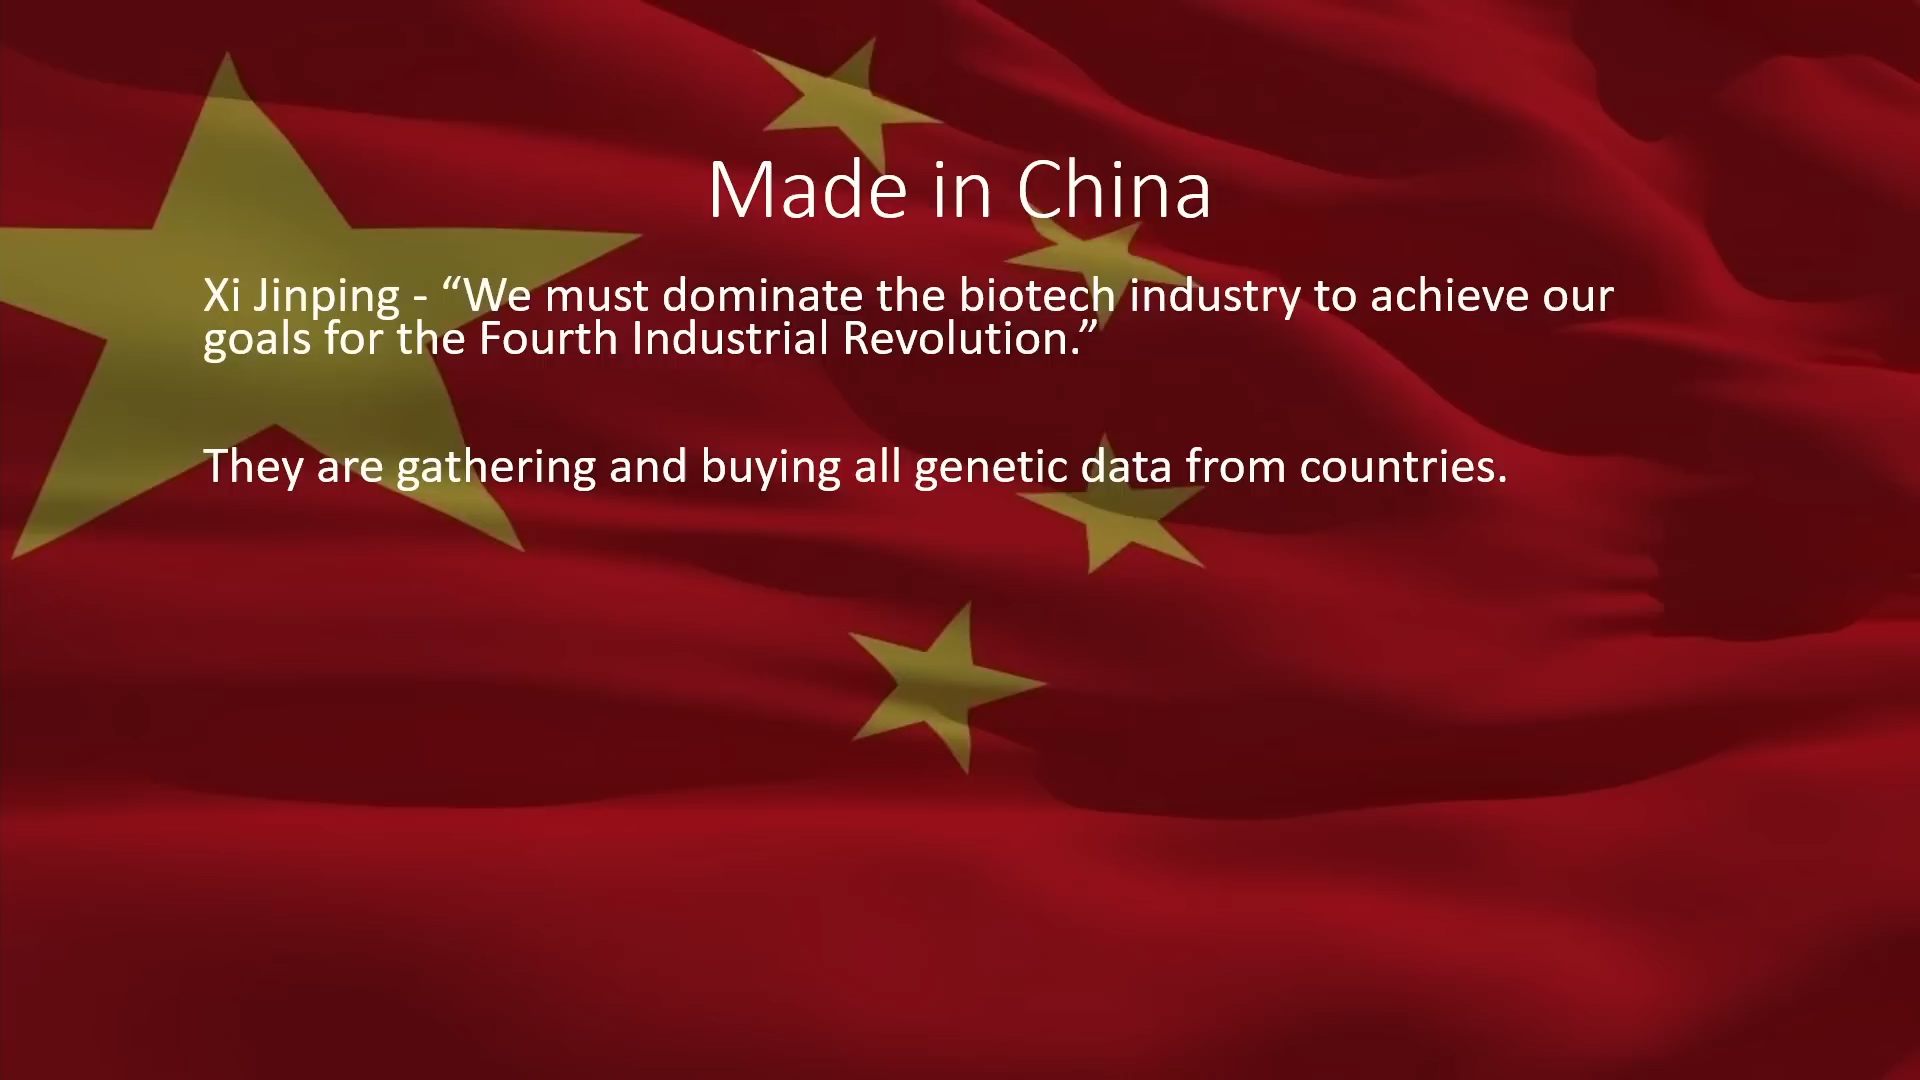 Made in China
Xi Jinping - “We must dominate the biotech industry to achieve our
goals for the Fourth Industrial Revolution.”
They are gathering and buying all genetic data from countries.